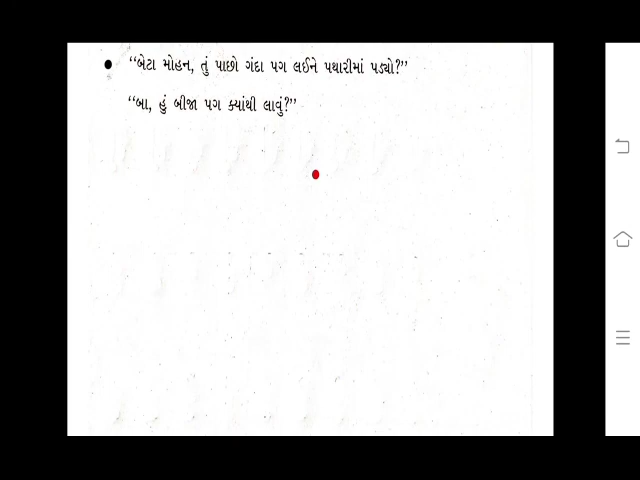 ● “બેટા મોહન, તું પાછો ગંદા પગ લઈને પથારીમાં પડ્યો?”
“બા, હું બીજા પગ ક્યાંથી લાવું?”